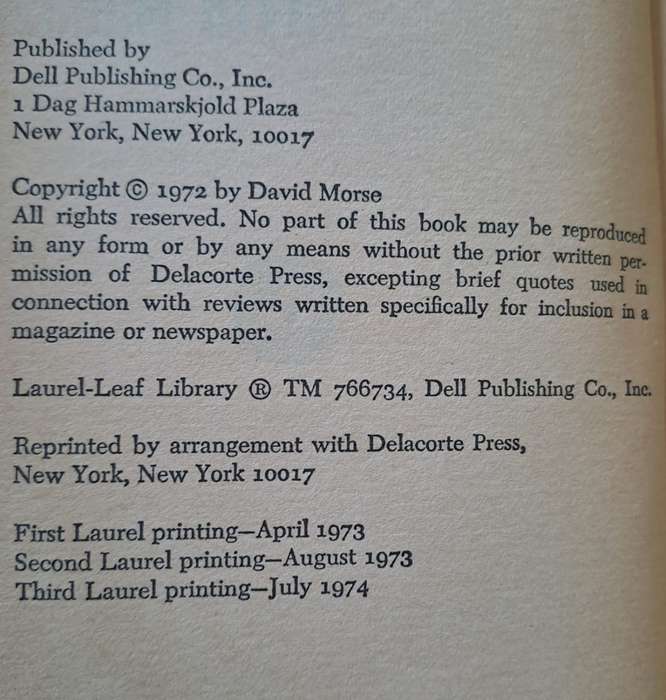 Published by
Dell Publishing Co., Inc.
1 Dag Hammarskjold Plaza
New York, New York, 10017
Copyright © 1972 by David Morse
All rights reserved. No part of this book may be reproduced
in any form or by any means without the prior written per-
mission of Delacorte Press, excepting brief quotes used in
connection with reviews written specifically for inclusion in a
magazine or newspaper.
Laurel-Leaf Library ® TM 766734, Dell Publishing Co., Inc.
Reprinted by arrangement with Delacorte Press,
New York, New York 10017
First Laurel printing—April 1973
Second Laurel printing—August 1973
Third Laurel printing—July 1974